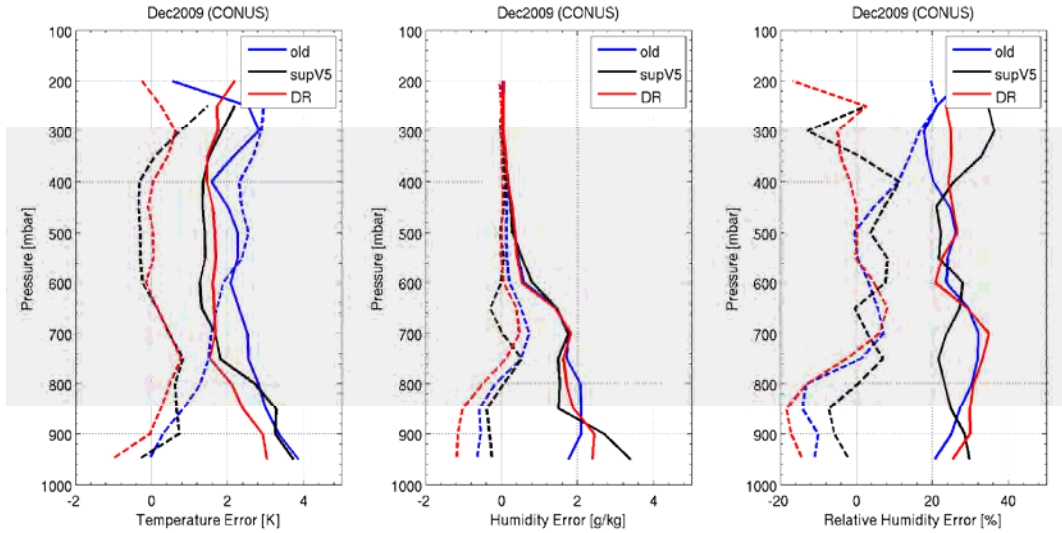 Dec2009 (CONUS)
100
200
300
400
500
600
700
800
900
1000
Pressure [mbar]
-2
0
2
4
Temperature Error [K]
old
supV5
DR
Dec2009 (CONUS)
100
200
300
400
500
600
700
800
900
1000
Pressure [mbar]
-2
0
2
4
Humidity Error [g/kg]
old
supV5
DR
Dec2009 (CONUS)
100
200
300
400
500
600
700
800
900
1000
Pressure [mbar]
-20
0
20
40
Relative Humidity Error [%]
old
supV5
DR